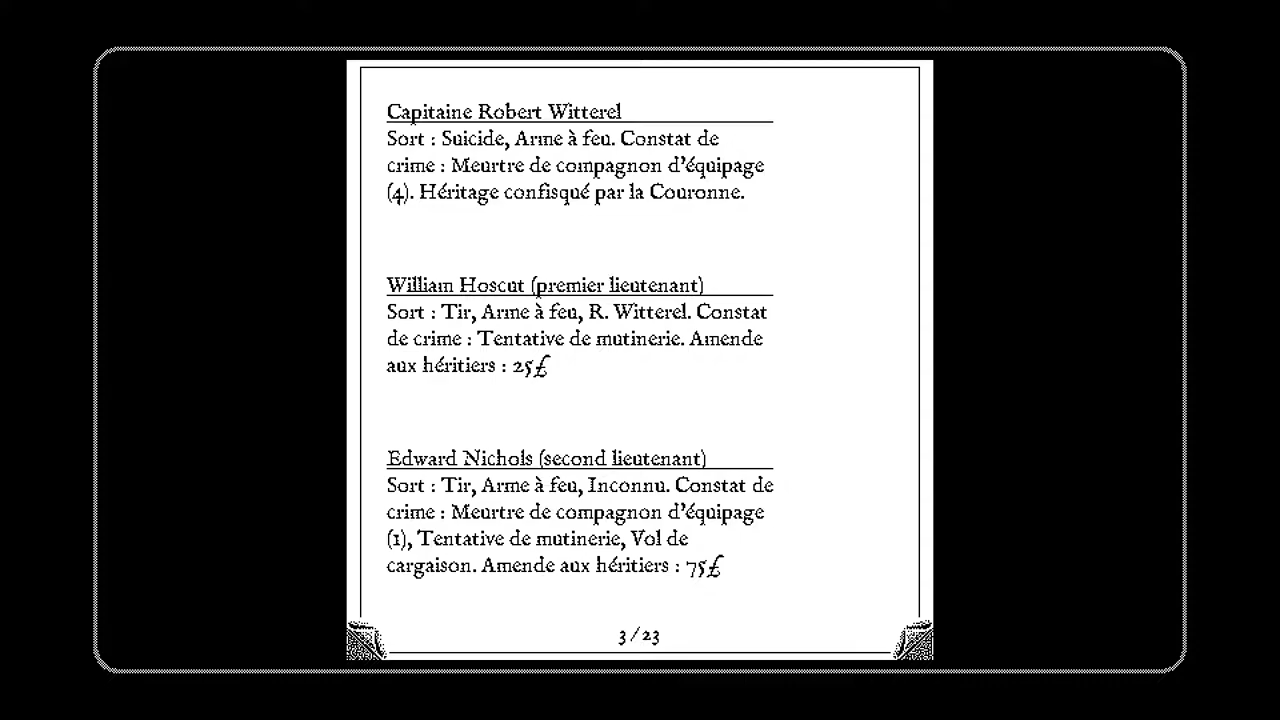 Capitaine Robert Witterel
Sort : Suicide, Arme à feu. Constat de
crime : Meurtre de compagnon d'équipage
(4). Héritage confisqué par la Couronne.
William Hoscut (premier lieutenant)
Sort : Tir, Arme à feu, R. Witterel. Constat
de crime : Tentative de mutinerie. Amende
aux héritiers : 25£
Edward Nichols (second lieutenant)
Sort : Tir, Arme à feu, Inconnu. Constat de
crime : Meurtre de compagnon d'équipage
(1), Tentative de mutinerie, Vol de
cargaison. Amende aux héritiers : 75£
3 / 23